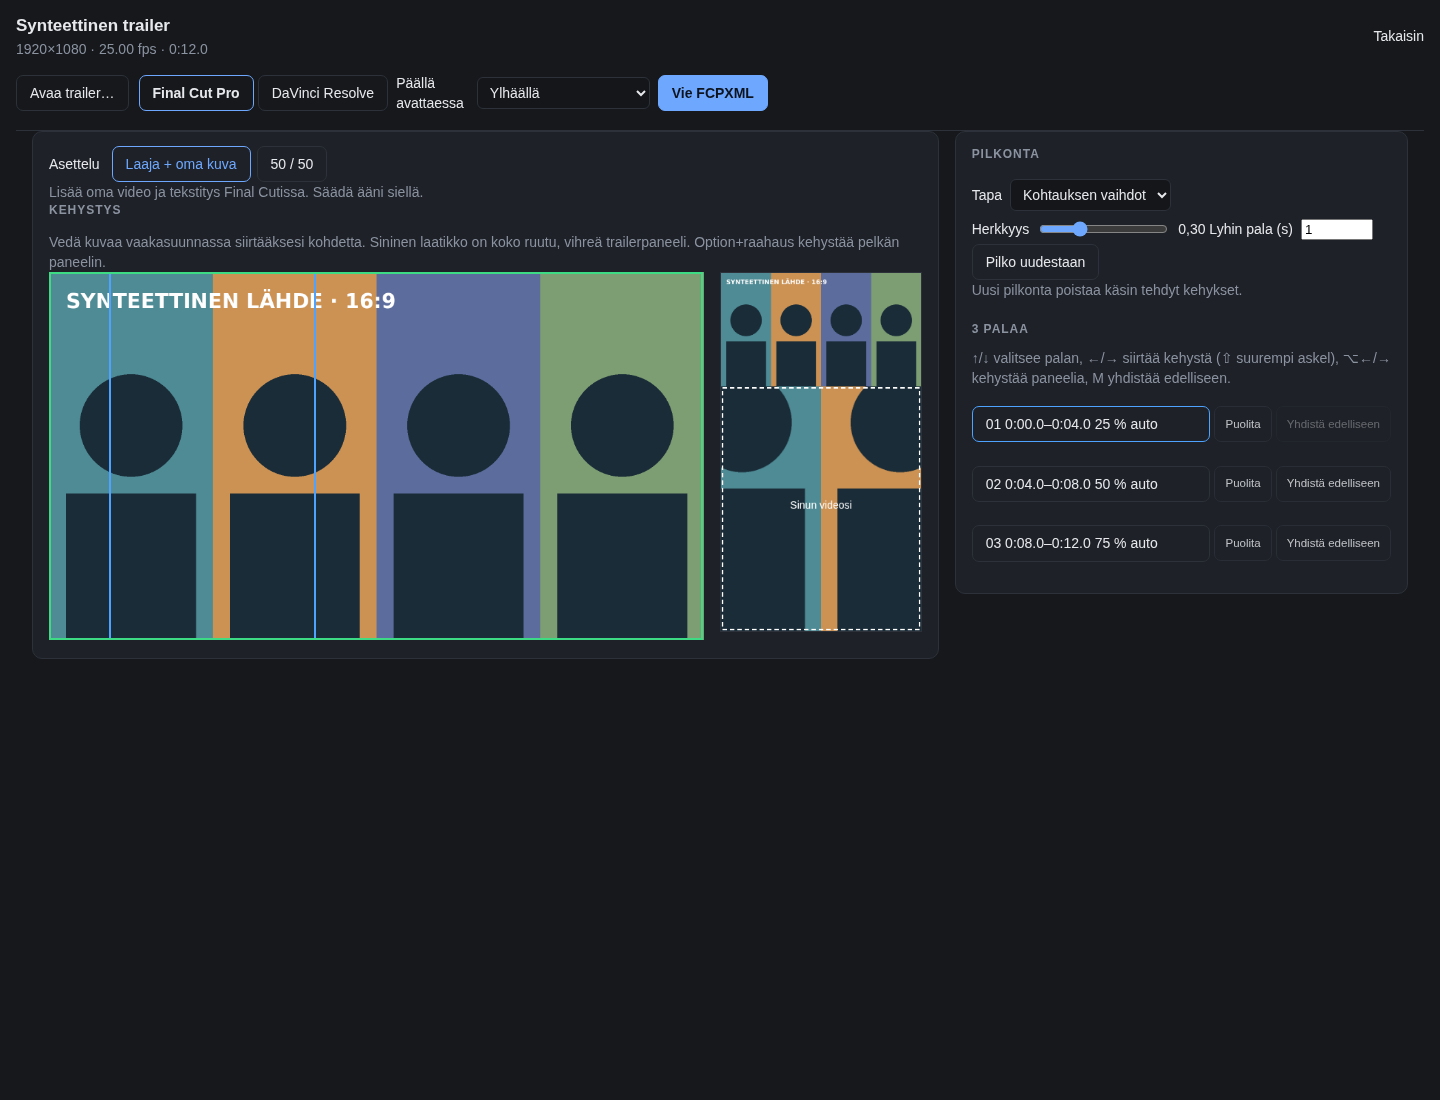 Synteettinen trailer
1920×1080 · 25.00 fps · 0:12.0
Takaisin
Avaa trailer…
Final Cut Pro
DaVinci Resolve
Päällä
avattaessa
Ylhäällä
Vie FCPXML
Asettelu
Laaja + oma kuva
50 / 50
Lisää oma video ja tekstitys Final Cutissa. Säädä ääni siellä.
KEHYSTYS
Vedä kuvaa vaakasuunnassa siirtääksesi kohdetta. Sininen laatikko on koko ruutu, vihreä trailerpaneeli. Option+raahaus kehystää pelkän
paneelin.
SYNTEETTINEN LÄHDE · 16:9
SYNTEETTINEN LÄHDE · 16:9
Sinun videosi
PILKONTA
Tapa
Kohtauksen vaihdot
Herkkyys
0,30 Lyhin pala (s)
1
Pilko uudestaan
Uusi pilkonta poistaa käsin tehdyt kehykset.
3 PALAA
↑/↓ valitsee palan, ←/→ siirtää kehystä (⇧ suurempi askel), ⌥←/→
kehystää paneelia, M yhdistää edelliseen.
01 0:00.0–0:04.0 25 % auto
Puolita
Yhdistä edelliseen
02 0:04.0–0:08.0 50 % auto
Puolita
Yhdistä edelliseen
03 0:08.0–0:12.0 75 % auto
Puolita
Yhdistä edelliseen